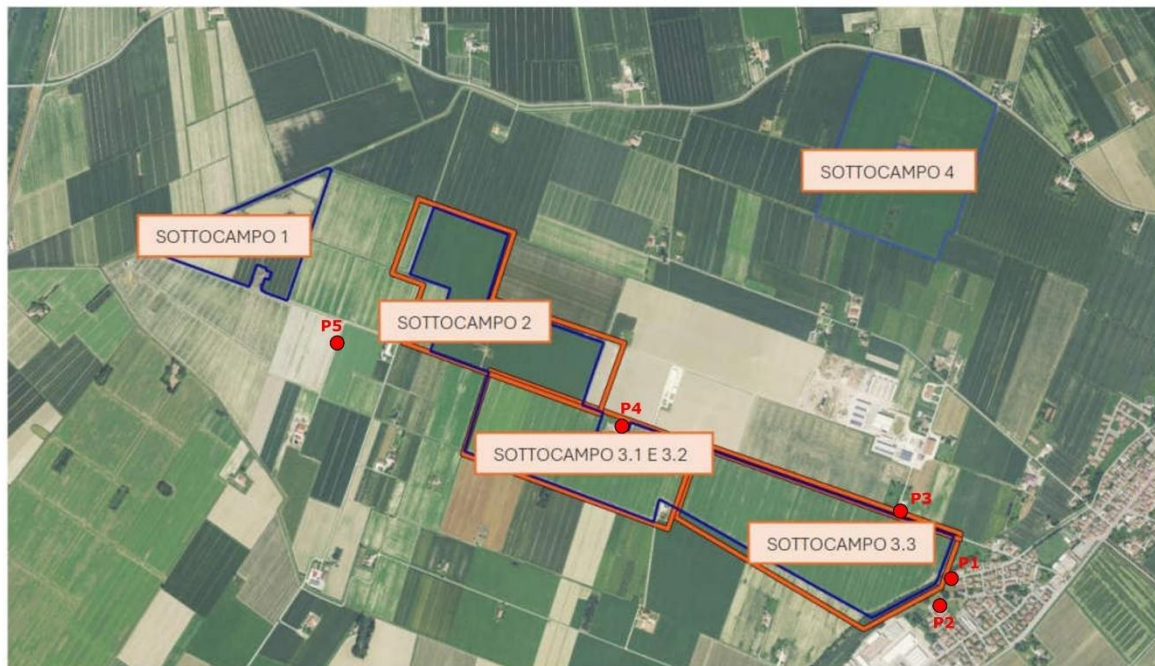 SOTTOCAMPO 4
SOTTOCAMPO 1
SOTTOCAMPO 2
P5
P4
SOTTOCAMPO 3.1 E 3.2
P3
SOTTOCAMPO 3.3
P1
P2